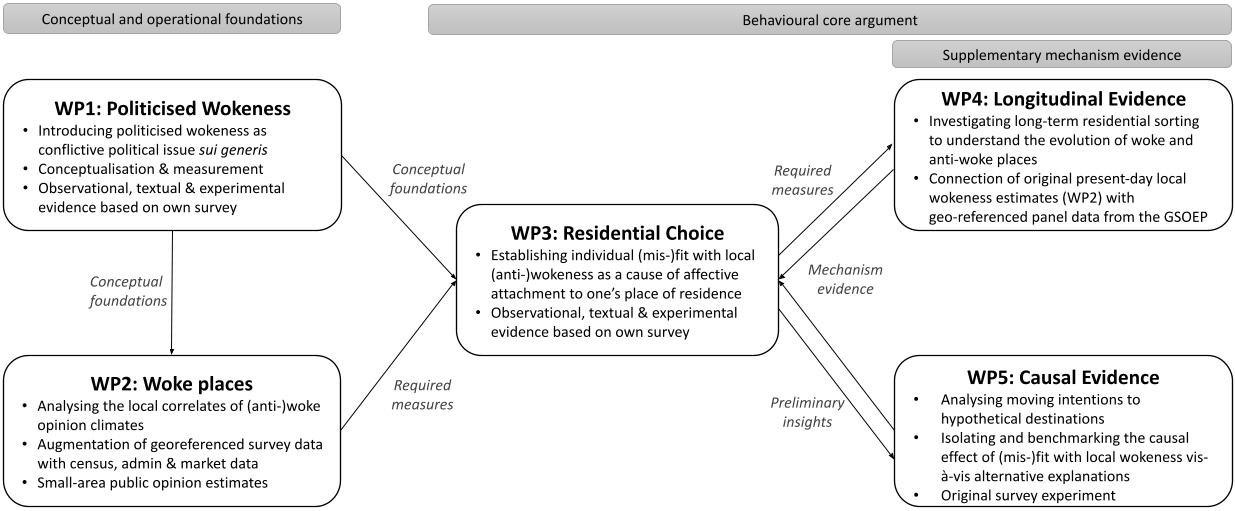 Conceptual and operational foundations
Behavioural core argument
Supplementary mechanism evidence
WP1: Politicised Wokeness
• Introducing politicised wokeness as
conflictive political issue sui generis
• Conceptualisation & measurement
• Observational, textual & experimental
evidence based on own survey
Conceptual
foundations
WP2: Woke places
• Analysing the local correlates of (anti-)woke
opinion climates
• Augmentation of georeferenced survey data
with census, admin & market data
• Small-area public opinion estimates
Conceptual
foundations
Required
measures
WP3: Residential Choice
• Establishing individual (mis-)fit with local
(anti-)wokeness as a cause of affective
attachment to one's place of residence
• Observational, textual & experimental
evidence based on own survey
Required
measures
Mechanism
evidence
Preliminary
insights
WP4: Longitudinal Evidence
• Investigating long-term residential sorting
to understand the evolution of woke and
anti-woke places
• Connection of original present-day local
wokeness estimates (WP2) with
geo-referenced panel data from the GSOEP
WP5: Causal Evidence
• Analysing moving intentions to
hypothetical destinations
• Isolating and benchmarking the causal
effect of (mis-)fit with local wokeness vis-
à-vis alternative explanations
• Original survey experiment